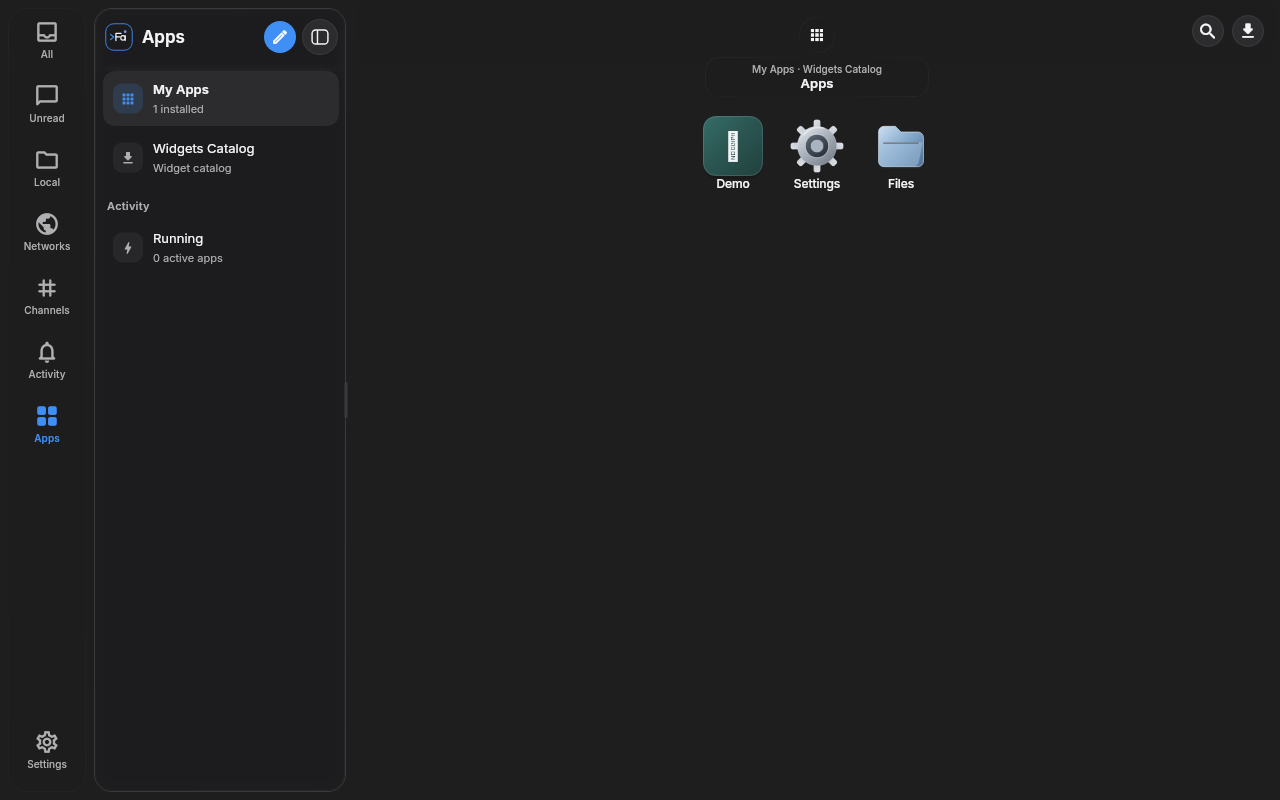 All
Unread
Local
Networks
Channels
Activity
Apps
Settings
Fa
Apps
My Apps
1 installed
Widgets Catalog
Widget catalog
Activity
Running
0 active apps
My Apps · Widgets Catalog
Apps
Demo
Settings
Files